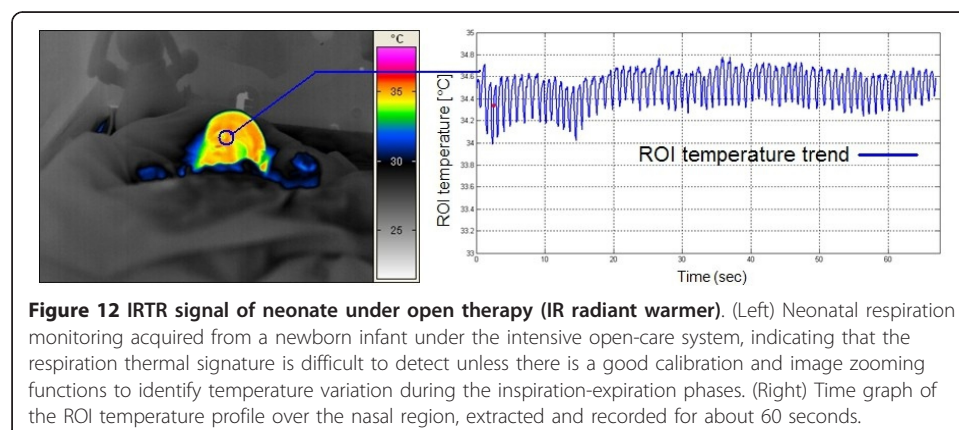 °C
35
30
25
ROI temperature [°C]
35
34.8
34.6
34.4
34.2
34
33.8
33.6
33.4
33.2
33
ROI temperature trend
0
10
20
30
40
50
60
Time (sec)
Figure 12 IRTR signal of neonate under open therapy (IR radiant warmer). (Left) Neonatal respiration
monitoring acquired from a newborn infant under the intensive open-care system, indicating that the
respiration thermal signature is difficult to detect unless there is a good calibration and image zooming
functions to identify temperature variation during the inspiration-expiration phases. (Right) Time graph of
the ROI temperature profile over the nasal region, extracted and recorded for about 60 seconds.